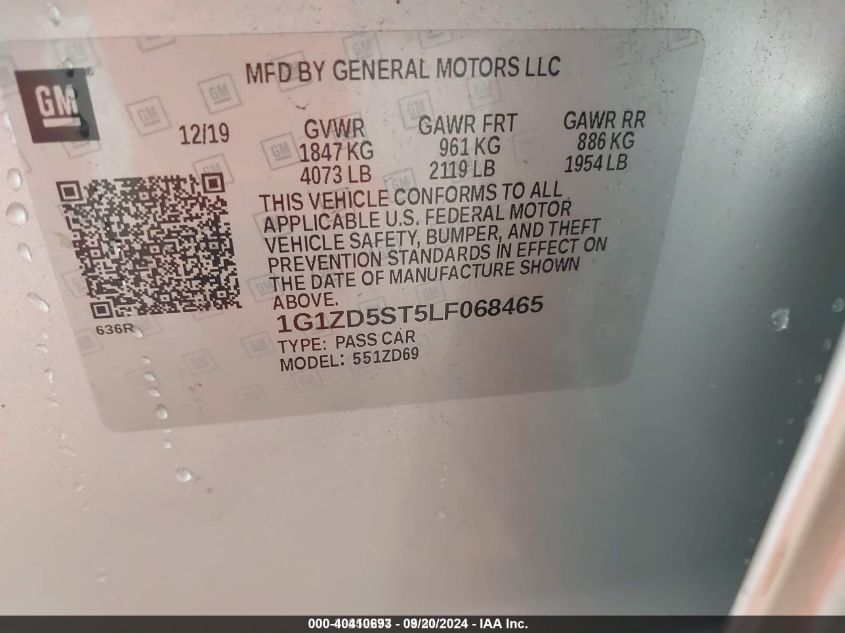 GM
MFD BY GENERAL MOTORS LLC
12/19 GVWR GAWR FRT GAWR RR
1847 KG 961 KG 886 KG
4073 LB 2119 LB 1954 LB
THIS VEHICLE CONFORMS TO ALL
APPLICABLE U.S. FEDERAL MOTOR
VEHICLE SAFETY, BUMPER, AND THEFT
PREVENTION STANDARDS IN EFFECT ON
THE DATE OF MANUFACTURE SHOWN
ABOVE.
636R
1G1ZD5ST5LF068465
TYPE: PASS CAR
MODEL: 551ZD69
000-40410693 - 09/20/2024 - IAA Inc.